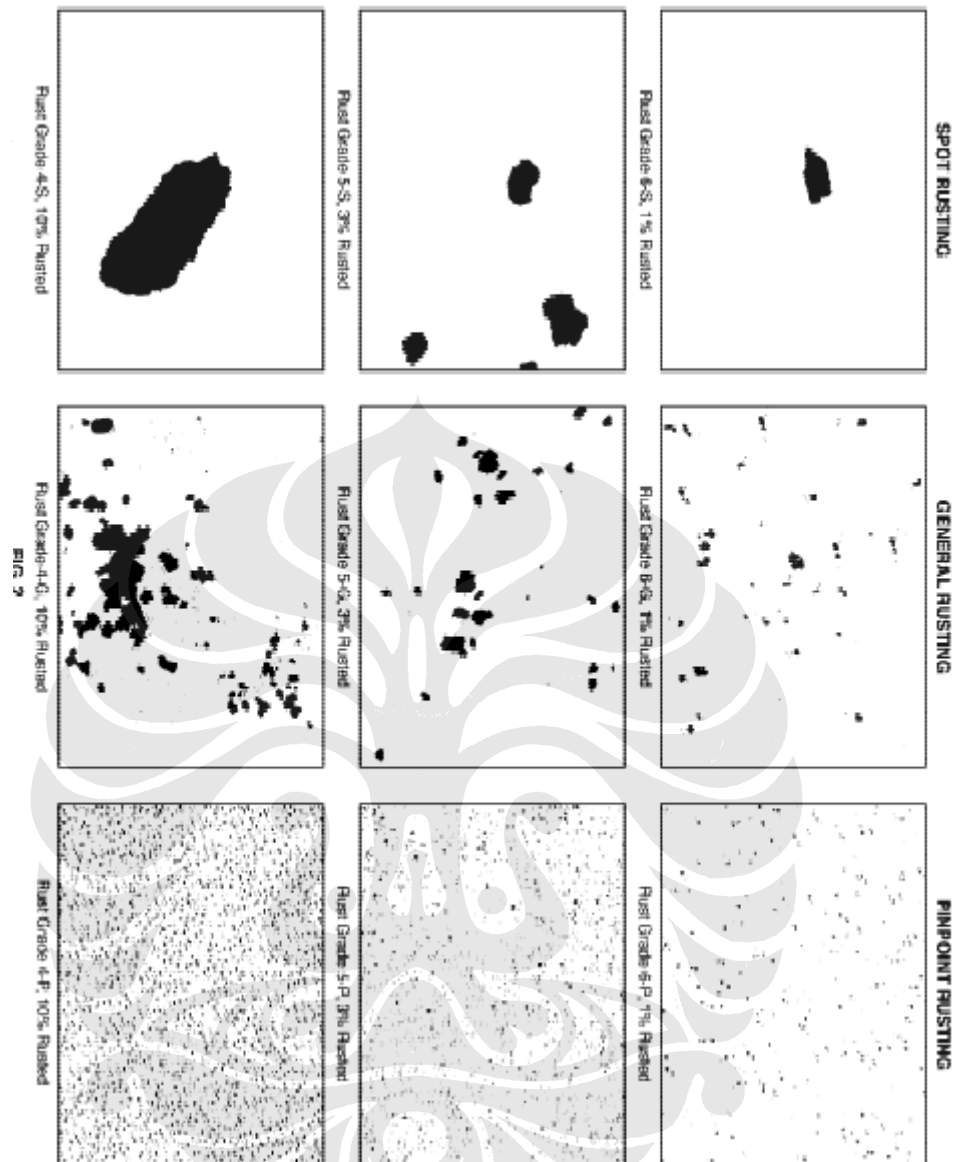 SPOT RUSTING
GENERAL RUSTING
PINPOINT RUSTING
Rust Grade 6-S, 1% Rusted
Rust Grade 6-G, 1% Rusted
Rust Grade 6-P, 1% Rusted
Rust Grade 5-S, 3% Rusted
Rust Grade 5-G, 3% Rusted
Rust Grade 5-P, 3% Rusted
Rust Grade 4-S, 10% Rusted
Rust Grade 4-G, 10% Rusted
Rust Grade 4-P, 10% Rusted